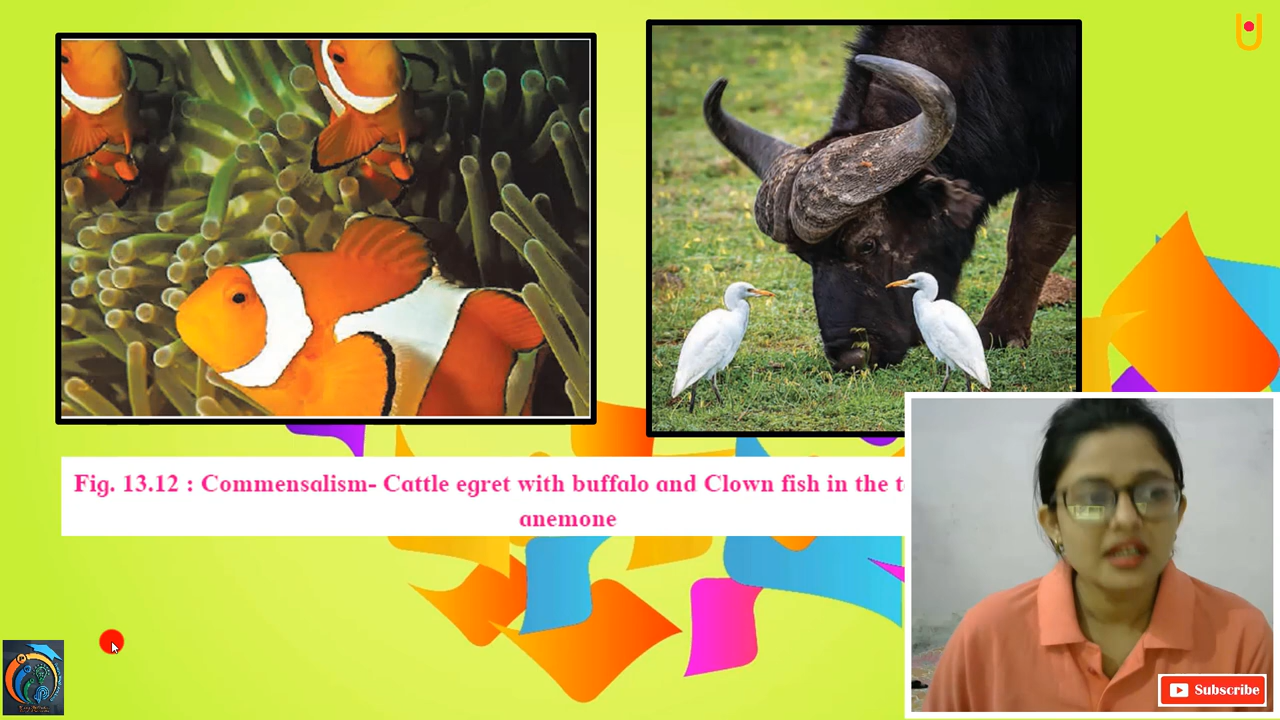 Fig. 13.12 : Commensalism- Cattle egret with buffalo and Clown fish in the
anemone
Subscribe